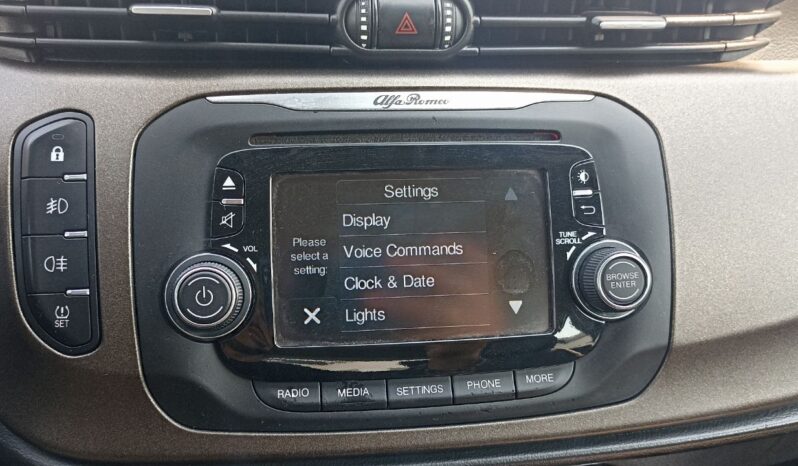 Alfa Romeo
Settings
Display
Please
select a
setting:
Voice Commands
Clock & Date
Lights
VOL
TUNE
SCROLL
BROWSE
ENTER
SET
RADIO
MEDIA
SETTINGS
PHONE
MORE